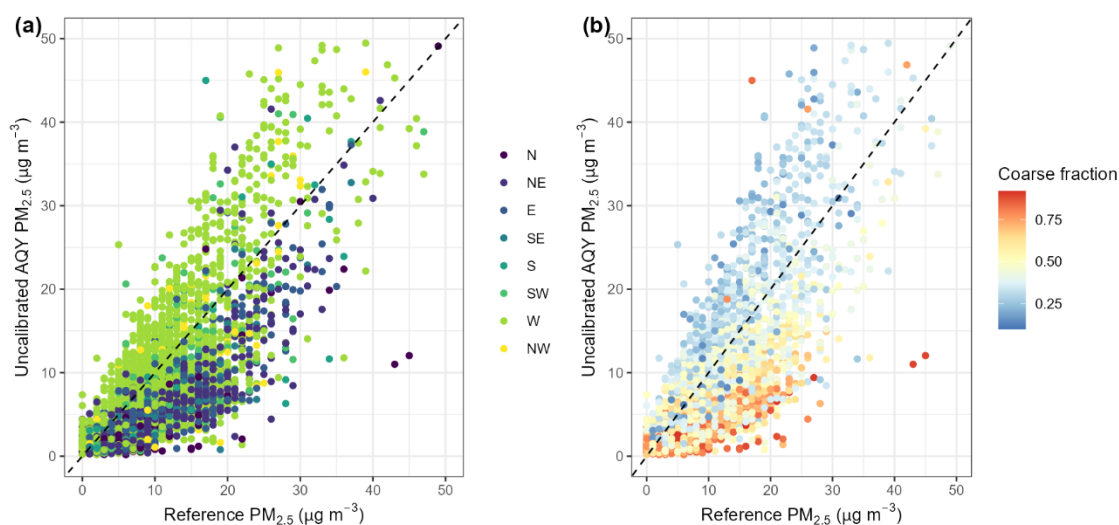 (a)
Uncalibrated AQY PM2.5 (µg m−3)
50
40
30
20
10
0
0 10 20 30 40 50
Reference PM2.5 (µg m−3)
N
NE
E
SE
S
SW
W
NW
(b)
Uncalibrated AQY PM2.5 (µg m−3)
50
40
30
20
10
0
0 10 20 30 40 50
Reference PM2.5 (µg m−3)
Coarse fraction
0.75
0.50
0.25